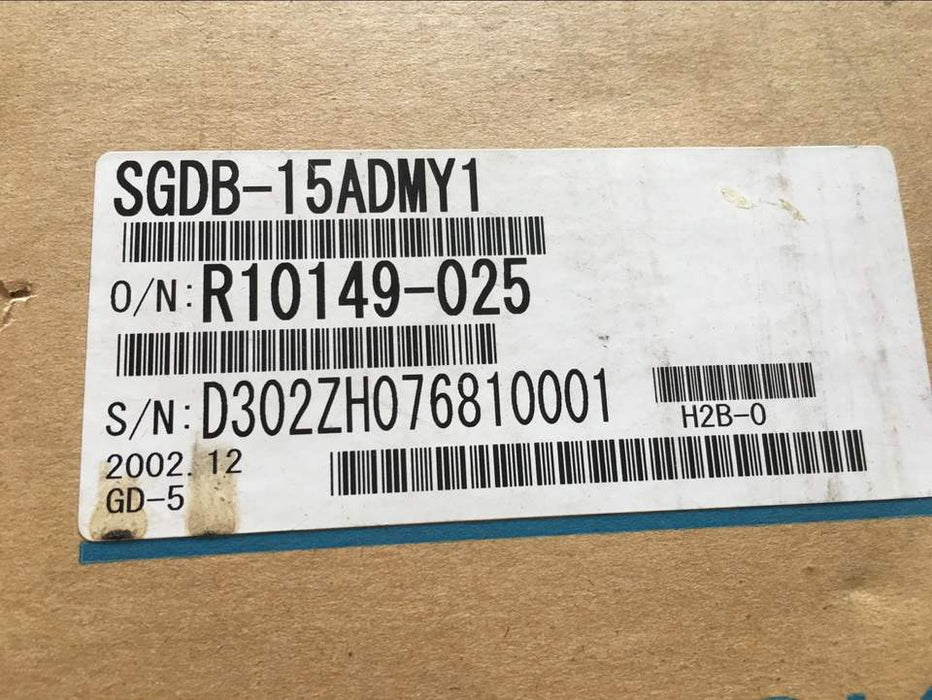 SGDB-15ADMY1
O/N: R10149-025
S/N: D302ZH076810001
H2B-0
2002.12
GD-5